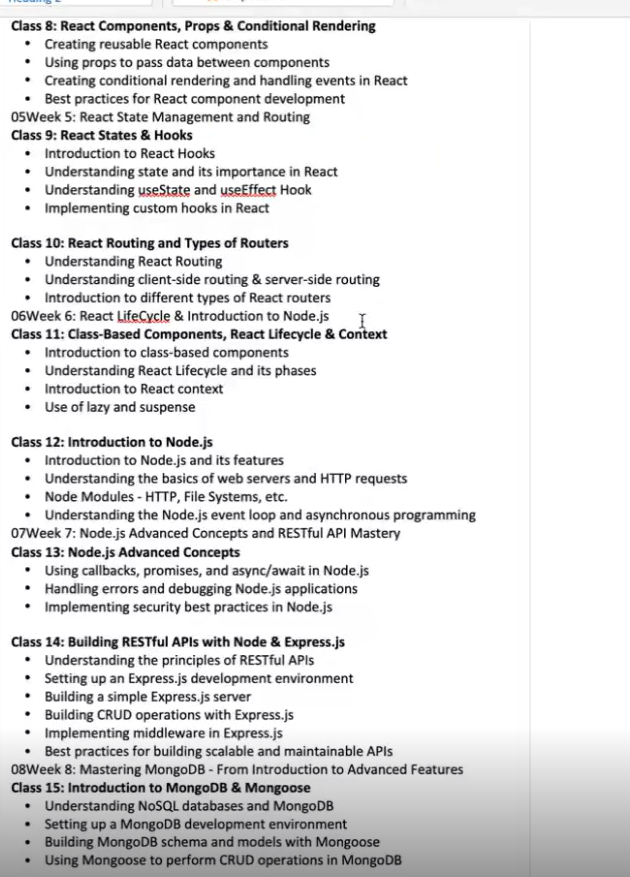 Class 8: React Components, Props & Conditional Rendering
• Creating reusable React components
• Using props to pass data between components
• Creating conditional rendering and handling events in React
• Best practices for React component development
05Week 5: React State Management and Routing
Class 9: React States & Hooks
• Introduction to React Hooks
• Understanding state and its importance in React
• Understanding useState and useEffect Hook
• Implementing custom hooks in React
Class 10: React Routing and Types of Routers
• Understanding React Routing
• Understanding client-side routing & server-side routing
• Introduction to different types of React routers
06Week 6: React LifeCycle & Introduction to Node.js
Class 11: Class-Based Components, React Lifecycle & Context
• Introduction to class-based components
• Understanding React Lifecycle and its phases
• Introduction to React context
• Use of lazy and suspense
Class 12: Introduction to Node.js
• Introduction to Node.js and its features
• Understanding the basics of web servers and HTTP requests
• Node Modules - HTTP, File Systems, etc.
• Understanding the Node.js event loop and asynchronous programming
07Week 7: Node.js Advanced Concepts and RESTful API Mastery
Class 13: Node.js Advanced Concepts
• Using callbacks, promises, and async/await in Node.js
• Handling errors and debugging Node.js applications
• Implementing security best practices in Node.js
Class 14: Building RESTful APIs with Node & Express.js
• Understanding the principles of RESTful APIs
• Setting up an Express.js development environment
• Building a simple Express.js server
• Building CRUD operations with Express.js
• Implementing middleware in Express.js
• Best practices for building scalable and maintainable APIs
08Week 8: Mastering MongoDB - From Introduction to Advanced Features
Class 15: Introduction to MongoDB & Mongoose
• Understanding NoSQL databases and MongoDB
• Setting up a MongoDB development environment
• Building MongoDB schema and models with Mongoose
• Using Mongoose to perform CRUD operations in MongoDB